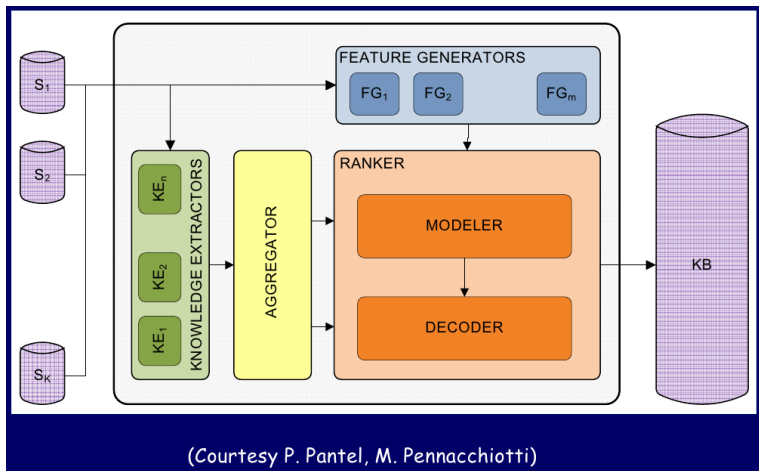 FEATURE GENERATORS
FG1 FG2 FGm
S1
S2
SK
KNOWLEDGE EXTRACTORS
KEn
KE2
KE1
AGGREGATOR
RANKER
MODELER
DECODER
KB
(Courtesy P. Pantel, M. Pennacchiotti)